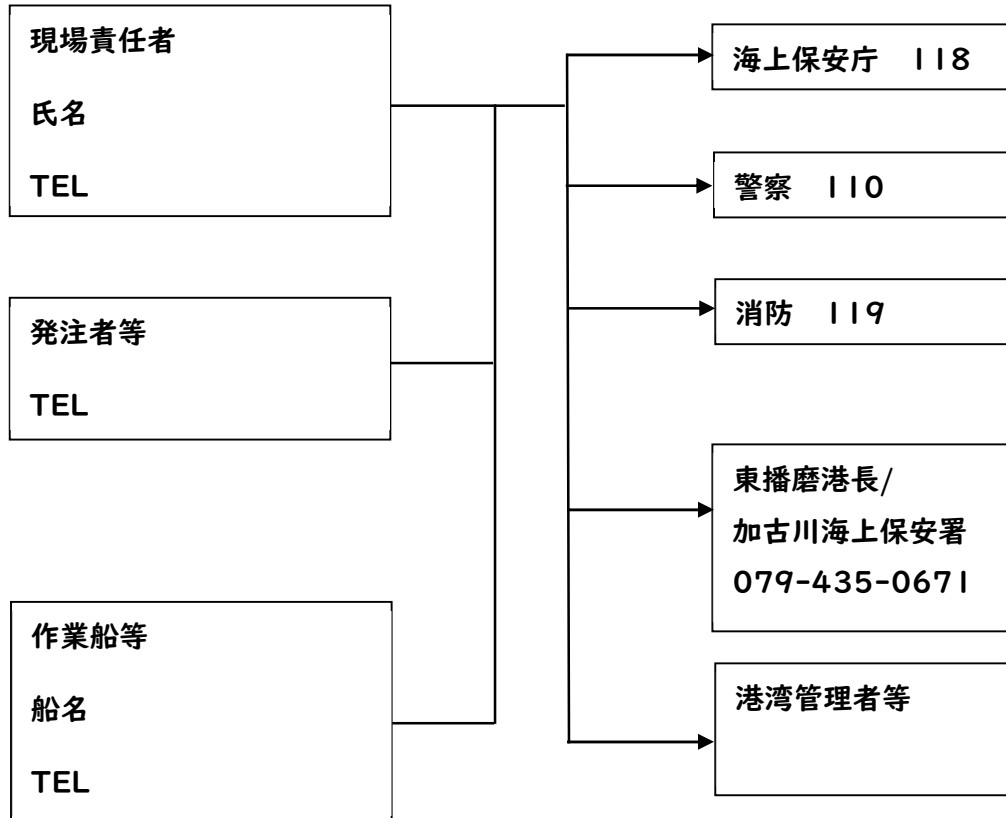 現場責任者
氏名
TEL
発注者等
TEL
作業船等
船名
TEL
海上保安庁　118
警察　110
消防　119
東播磨港長/
加古川海上保安署
079-435-0671
港湾管理者等